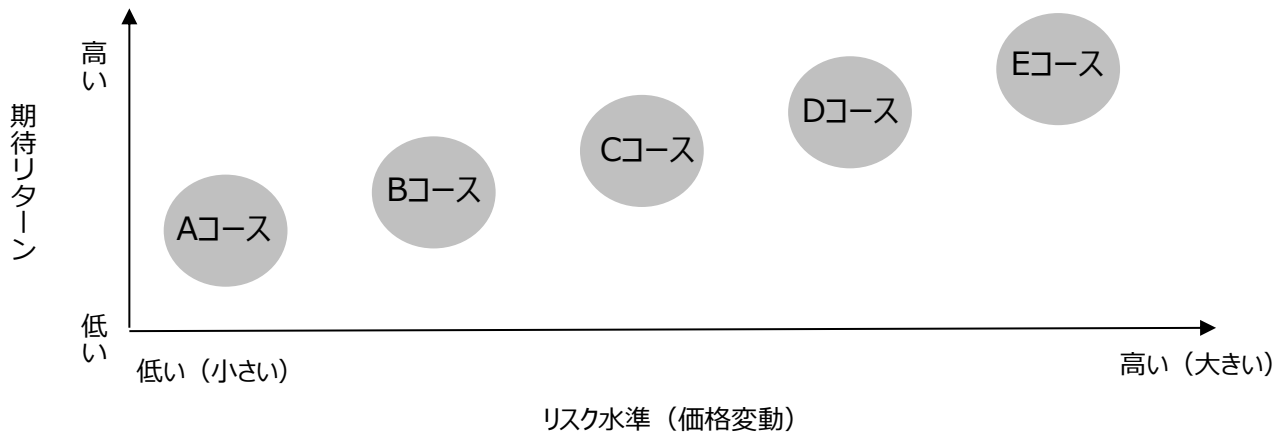 高い
Eコース
Dコース
Cコース
Bコース
Aコース
期待リターン
低い
低い（小さい）
高い（大きい）
リスク水準（価格変動）